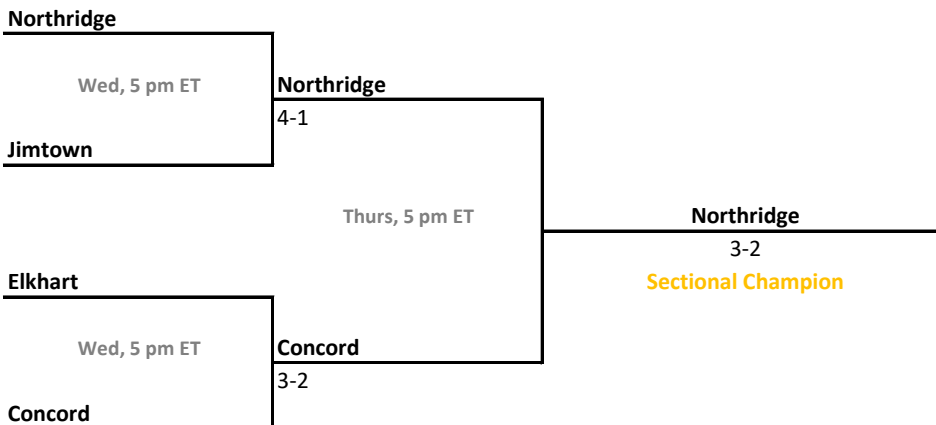 Northridge
Wed, 5 pm ET
Northridge
4-1
Jimtown
Thurs, 5 pm ET
Northridge
3-2
Sectional Champion
Elkhart
Wed, 5 pm ET
Concord
3-2
Concord